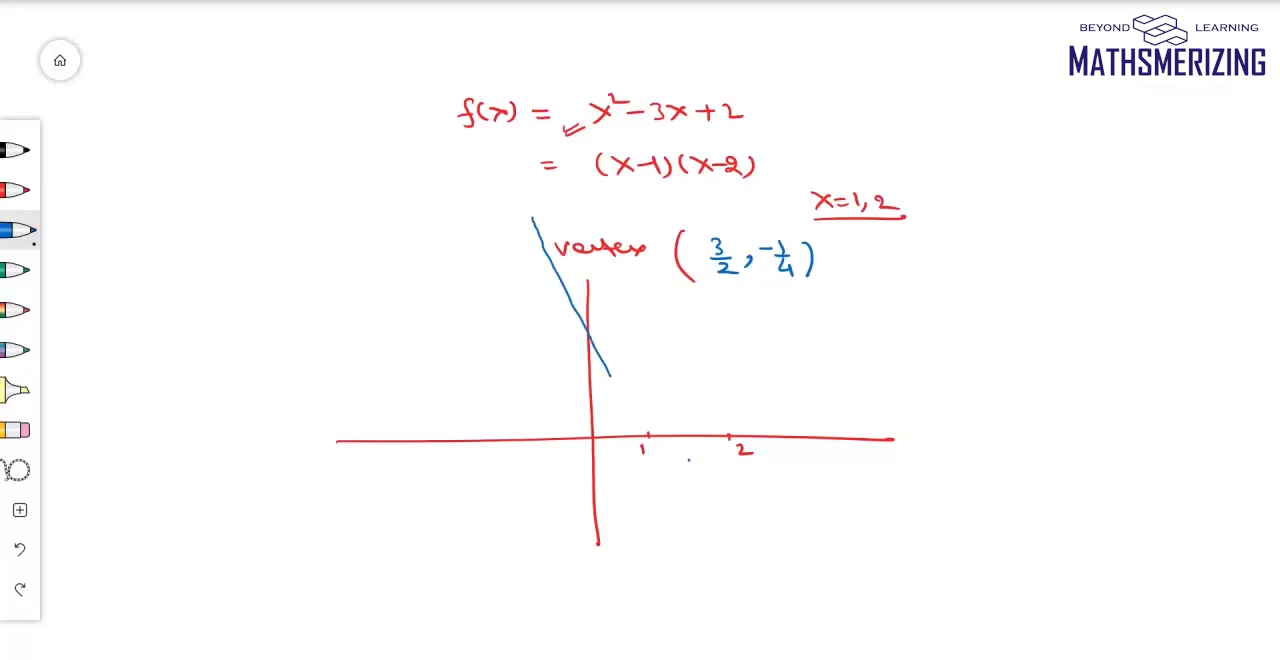 BEYOND LEARNING
MATHSMERIZING
f(x) = x² - 3x + 2
= (x-1)(x-2)
x = 1, 2
vertex (3/2, -1/4)
1 2